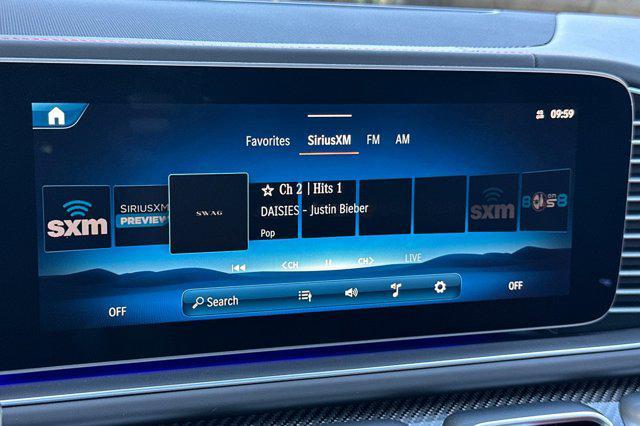 09:59
Favorites SiriusXM FM AM
sxm
SIRIUSXM
PREVIEW
SWAG
☆ Ch 2 | Hits 1
DAISIES - Justin Bieber
Pop
sxm
<CH CH> LIVE
Search
OFF OFF